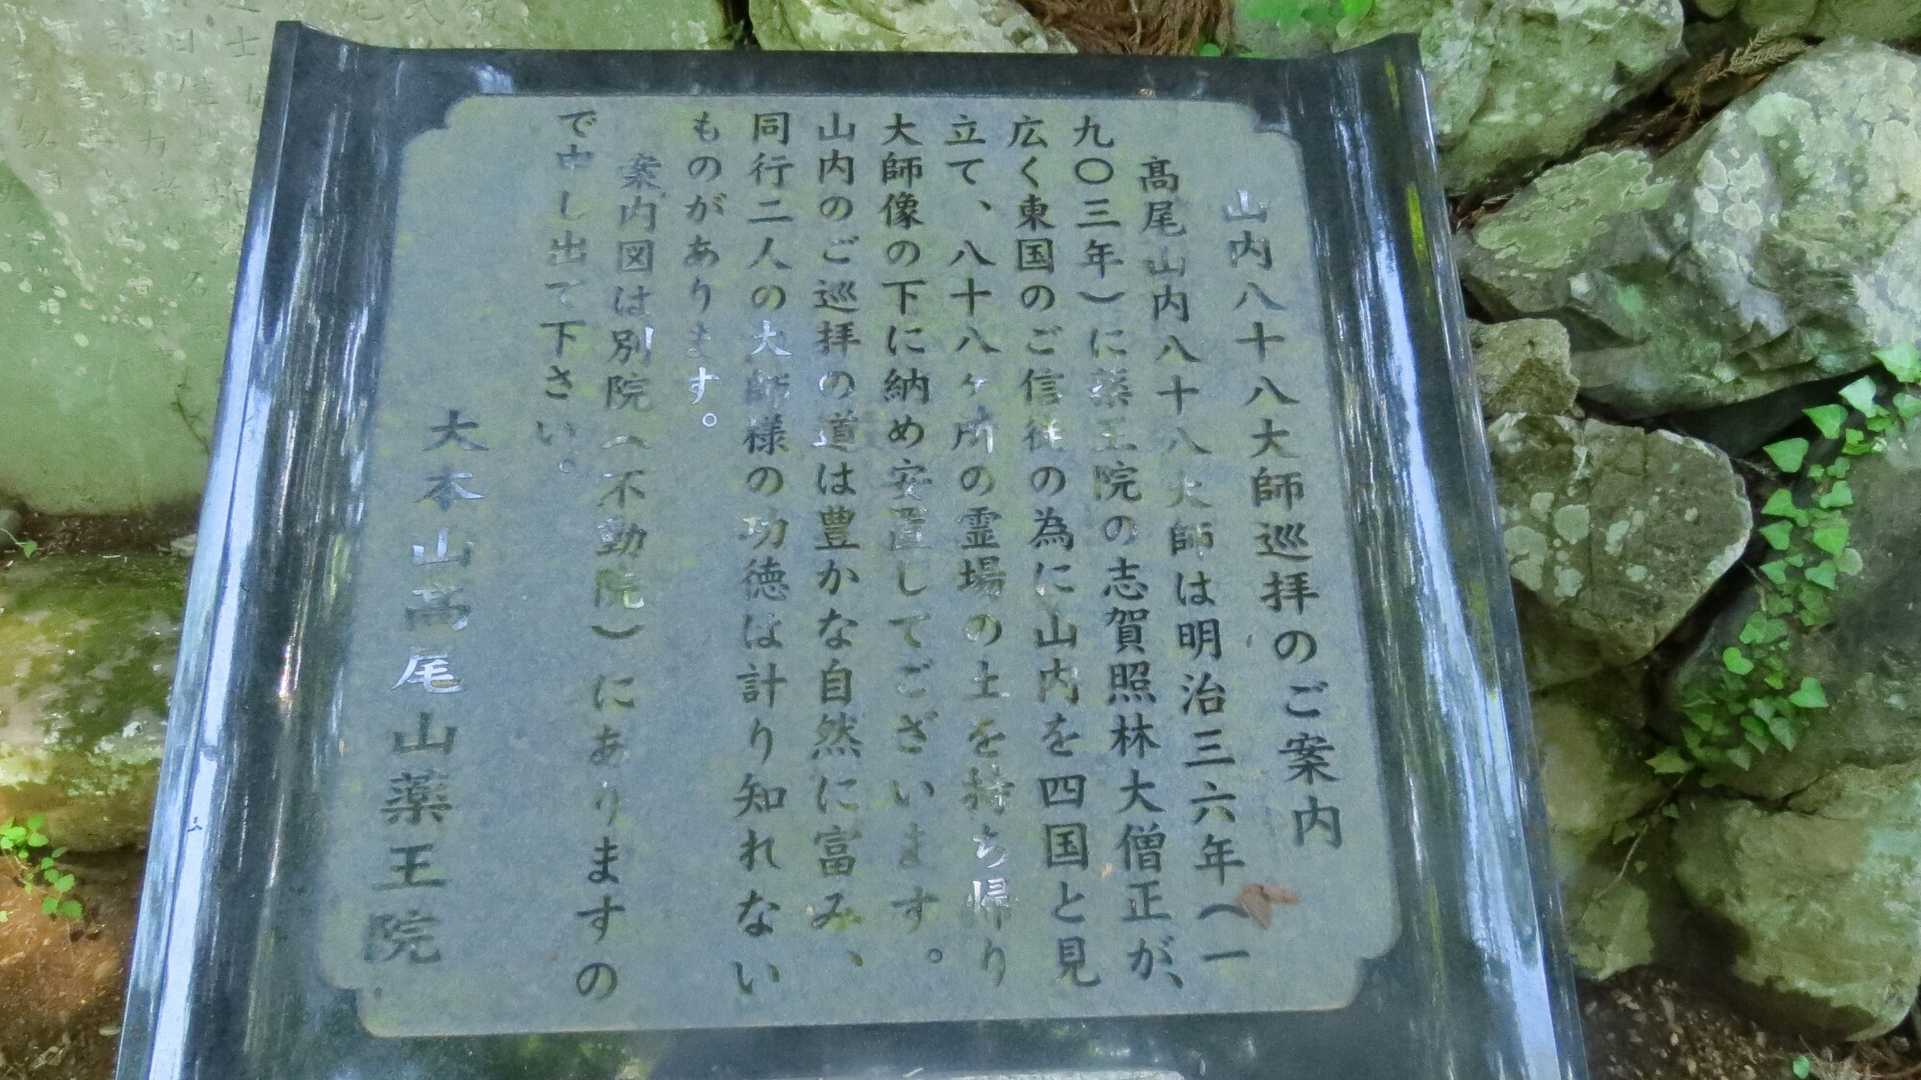 山内八十八大師巡拝のご案内
髙尾山内八十八大師は明治三六年(一
九〇三年)に薬王院の志賀照林大僧正が、
広く東国のご信徒の為に山内を四国と見
立て、八十八ヶ所の霊場の土を持ち帰り
大師像の下に納め安置してございます。
山内のご巡拝の道は豊かな自然に富み、
同行二人の大師様の功徳は計り知れない
ものがあります。
案内図は別院(不動院)にありますの
で申し出て下さい。
大本山髙尾山薬王院